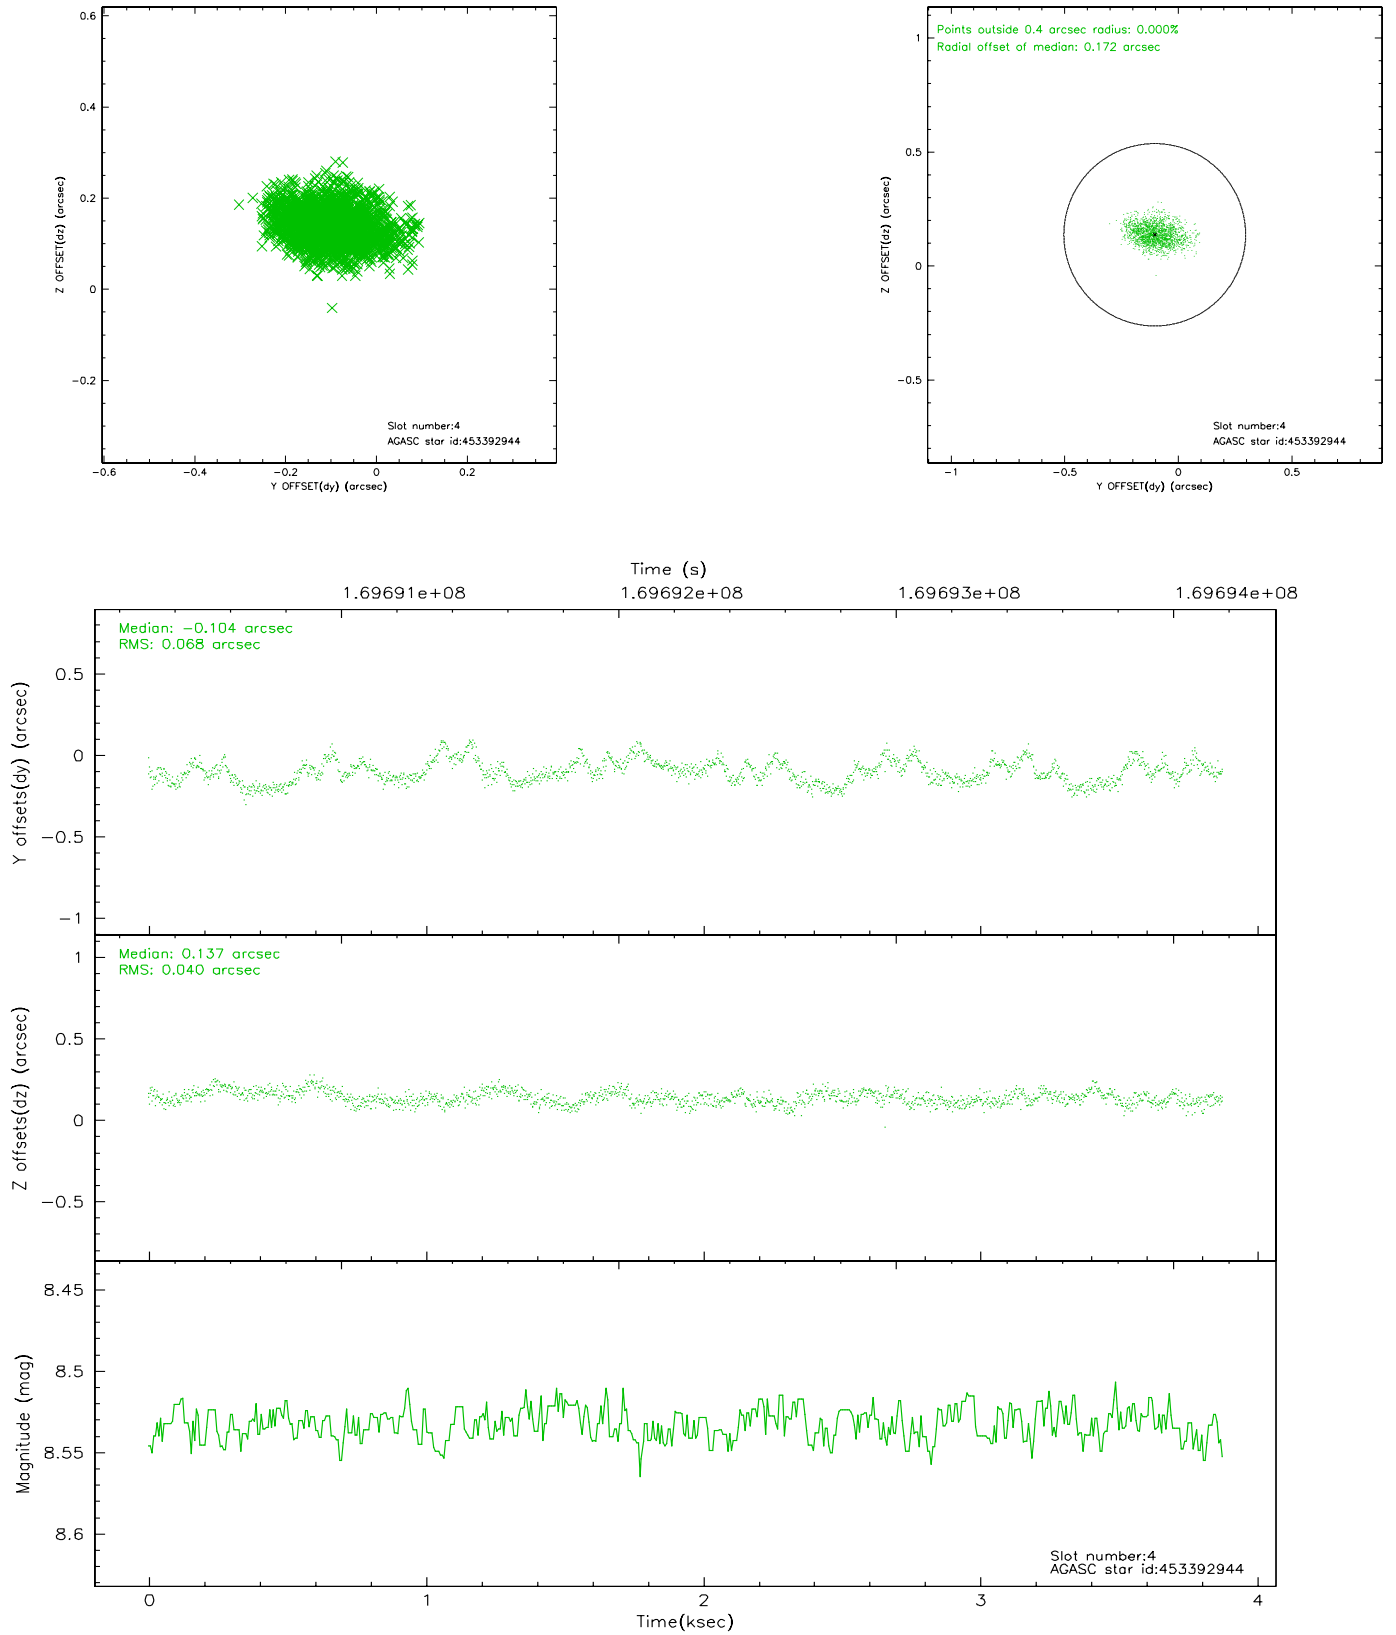 0.6
0.4
0.2
0
−0.2
Z OFFSET(dz) (arcsec)
Slot number:4
AGASC star id:453392944
−0.6 −0.4 −0.2 0 0.2
Y OFFSET(dy) (arcsec)
Points outside 0.4 arcsec radius: 0.000%
Radial offset of median: 0.172 arcsec
1
0.5
0
−0.5
Z OFFSET(dz) (arcsec)
Slot number:4
AGASC star id:453392944
−1 −0.5 0 0.5
Y OFFSET(dy) (arcsec)
Time (s)
1.69691e+08 1.69692e+08 1.69693e+08 1.69694e+08
Median: −0.104 arcsec
RMS: 0.068 arcsec
0.5
0
−0.5
−1
Y offsets(dy) (arcsec)
Median: 0.137 arcsec
RMS: 0.040 arcsec
1
0.5
0
−0.5
Z offsets(dz) (arcsec)
8.45
8.5
8.55
8.6
Magnitude (mag)
Slot number:4
AGASC star id:453392944
0 1 2 3 4
Time(ksec)